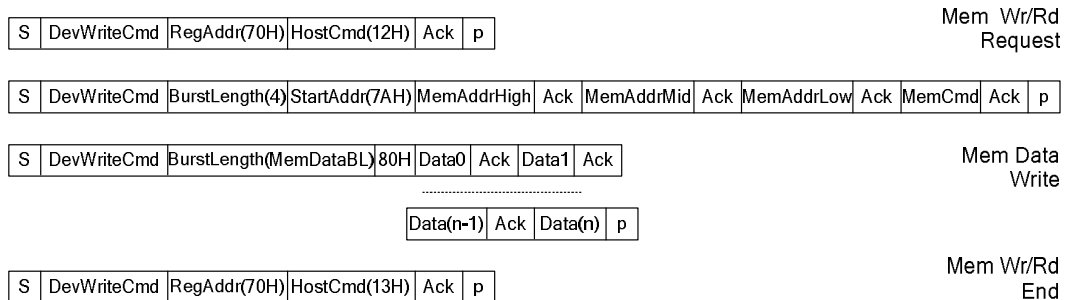 S DevWriteCmd RegAddr(70H) HostCmd(12H) Ack p
Mem Wr/Rd
Request
S DevWriteCmd BurstLength(4) StartAddr(7AH) MemAddrHigh Ack MemAddrMid Ack MemAddrLow Ack MemCmd Ack p
S DevWriteCmd BurstLength(MemDataBL) 80H Data0 Ack Data1 Ack
Mem Data
Write
Data(n-1) Ack Data(n) p
S DevWriteCmd RegAddr(70H) HostCmd(13H) Ack p
Mem Wr/Rd
End